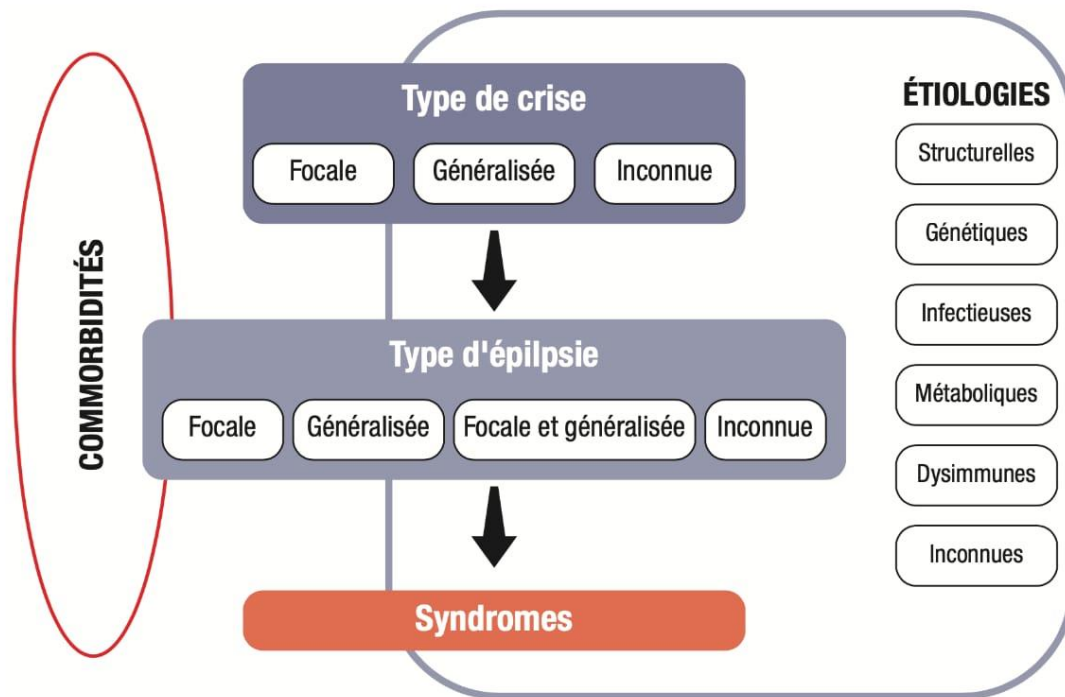 COMMORBIDITÉS
Type de crise
Focale
Généralisée
Inconnue
Type d'épilpsie
Focale
Généralisée
Focale et généralisée
Inconnue
Syndromes
ÉTIOLOGIES
Structurelles
Génétiques
Infectieuses
Métaboliques
Dysimmunes
Inconnues